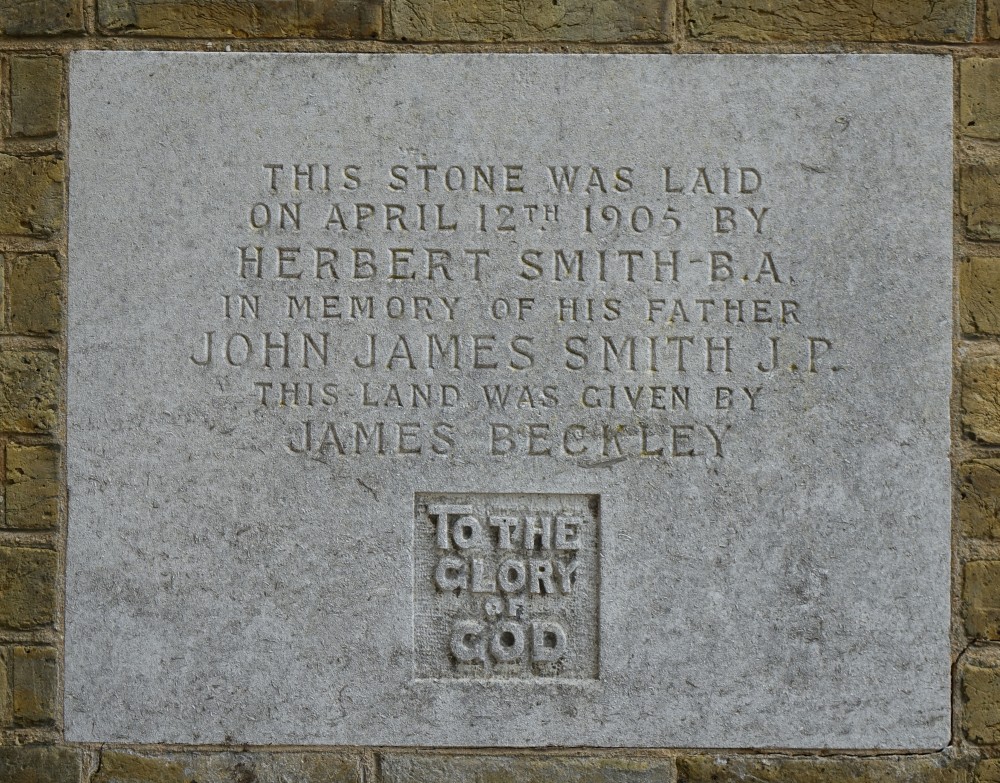 THIS STONE WAS LAID
ON APRIL 12TH 1905 BY
HERBERT SMITH-B.A.
IN MEMORY OF HIS FATHER
JOHN JAMES SMITH J.P.
THIS LAND WAS GIVEN BY
JAMES BECKLEY
TO THE
GLORY
OF
GOD